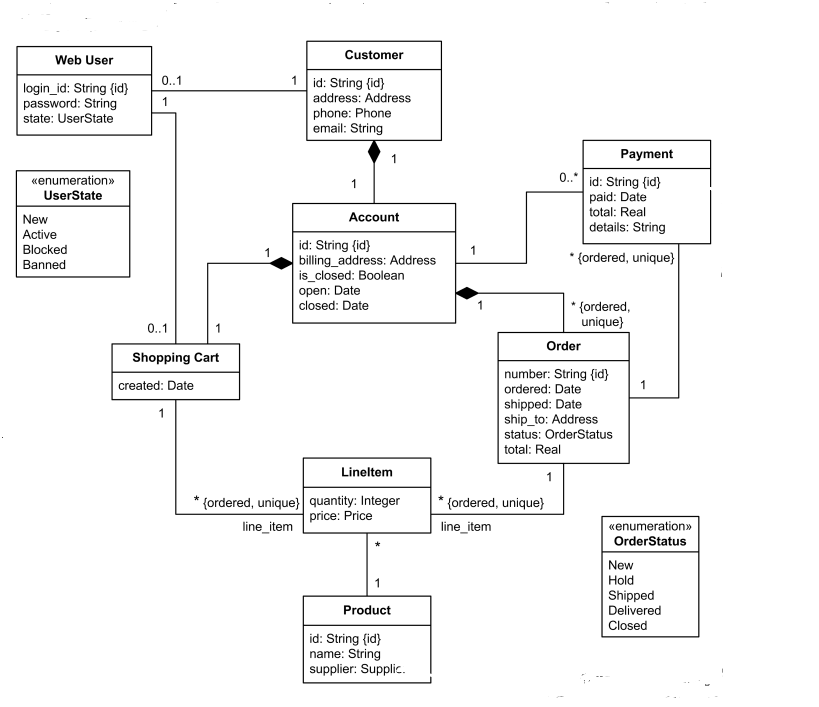 Web User
login_id: String {id}
password: String
state: UserState
0..1
1
1
Customer
id: String {id}
address: Address
phone: Phone
email: String
«enumeration»
UserState
New
Active
Blocked
Banned
1
1
Payment
id: String {id}
paid: Date
total: Real
details: String
0..*
* {ordered, unique}
Account
id: String {id}
billing_address: Address
is_closed: Boolean
open: Date
closed: Date
1
1
1
* {ordered,
unique}
0..1
1
Shopping Cart
created: Date
1
Order
number: String {id}
ordered: Date
shipped: Date
ship_to: Address
status: OrderStatus
total: Real
1
1
LineItem
quantity: Integer
price: Price
* {ordered, unique}
line_item
* {ordered, unique}
line_item
*
1
«enumeration»
OrderStatus
New
Hold
Shipped
Delivered
Closed
Product
id: String {id}
name: String
supplier: